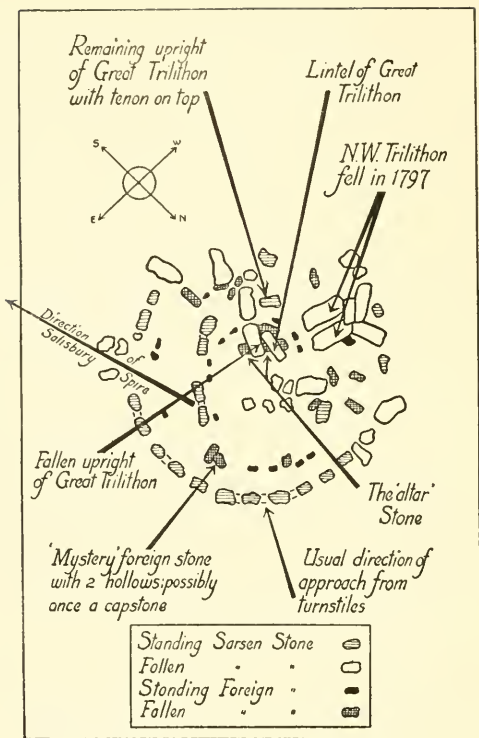 Remaining upright
of Great Trilithon
with tenon on top
Lintel of Great
Trilithon
N.W. Trilithon
fell in 1797
S
W
E
N
Direction
of Spire
Salisbury
Fallen upright
of Great Trilithon
The 'altar'
Stone
'Mystery' foreign stone
with 2 hollows: possibly
once a capstone
Usual direction of
approach from
turnstiles
Standing Sarsen Stone
Fallen " "
Standing Foreign "
Fallen " "